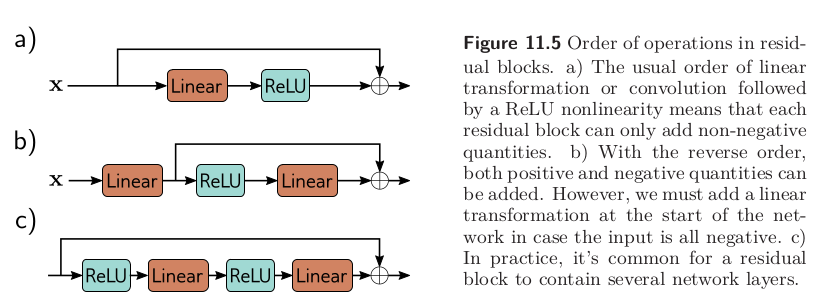 a)
x
Linear
ReLU
b)
x
Linear
ReLU
Linear
c)
ReLU
Linear
ReLU
Linear
Figure 11.5 Order of operations in resid-
ual blocks. a) The usual order of linear
transformation or convolution followed
by a ReLU nonlinearity means that each
residual block can only add non-negative
quantities. b) With the reverse order,
both positive and negative quantities can
be added. However, we must add a linear
transformation at the start of the net-
work in case the input is all negative. c)
In practice, it's common for a residual
block to contain several network layers.